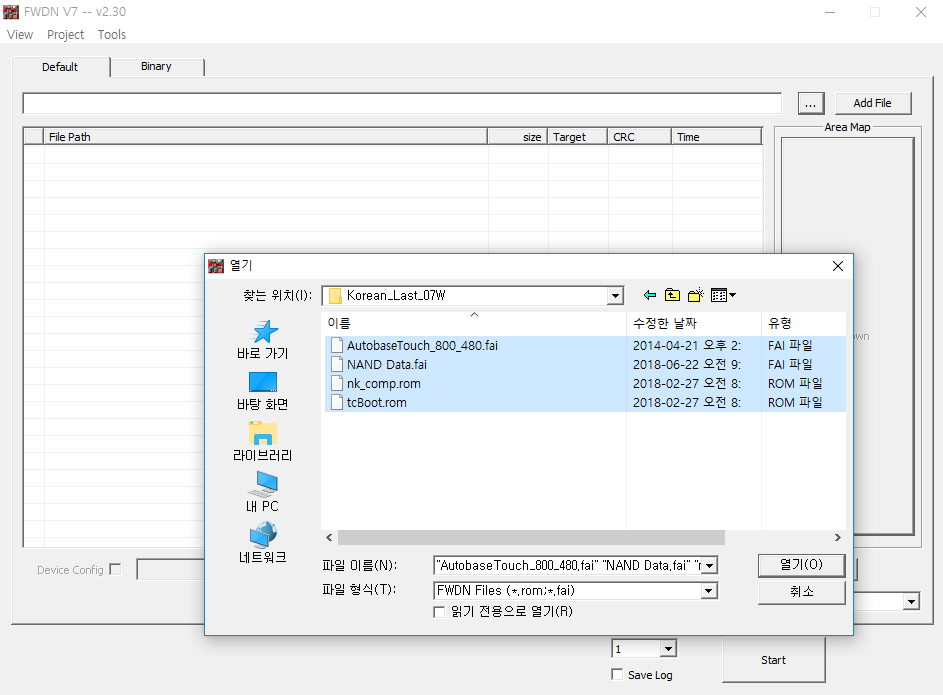 FWDN V7 -- v2.30
View Project Tools
Default Binary
... Add File
Area Map
File Path size Target CRC Time
열기
찾는 위치(I): Korean_Last_07W
이름 수정한 날짜 유형
AutobaseTouch_800_480.fai 2014-04-21 오후 2: FAI 파일
NAND Data.fai 2018-06-22 오전 9: FAI 파일
nk_comp.rom 2018-02-27 오전 8: ROM 파일
tcBoot.rom 2018-02-27 오전 8: ROM 파일
바로 가기
바탕 화면
라이브러리
내 PC
네트워크
파일 이름(N): "AutobaseTouch_800_480.fai" "NAND Data.fai" "r 열기(O)
파일 형식(T): FWDN Files (*.rom;*.fai) 취소
읽기 전용으로 열기(R)
Device Config
1
Save Log
Start